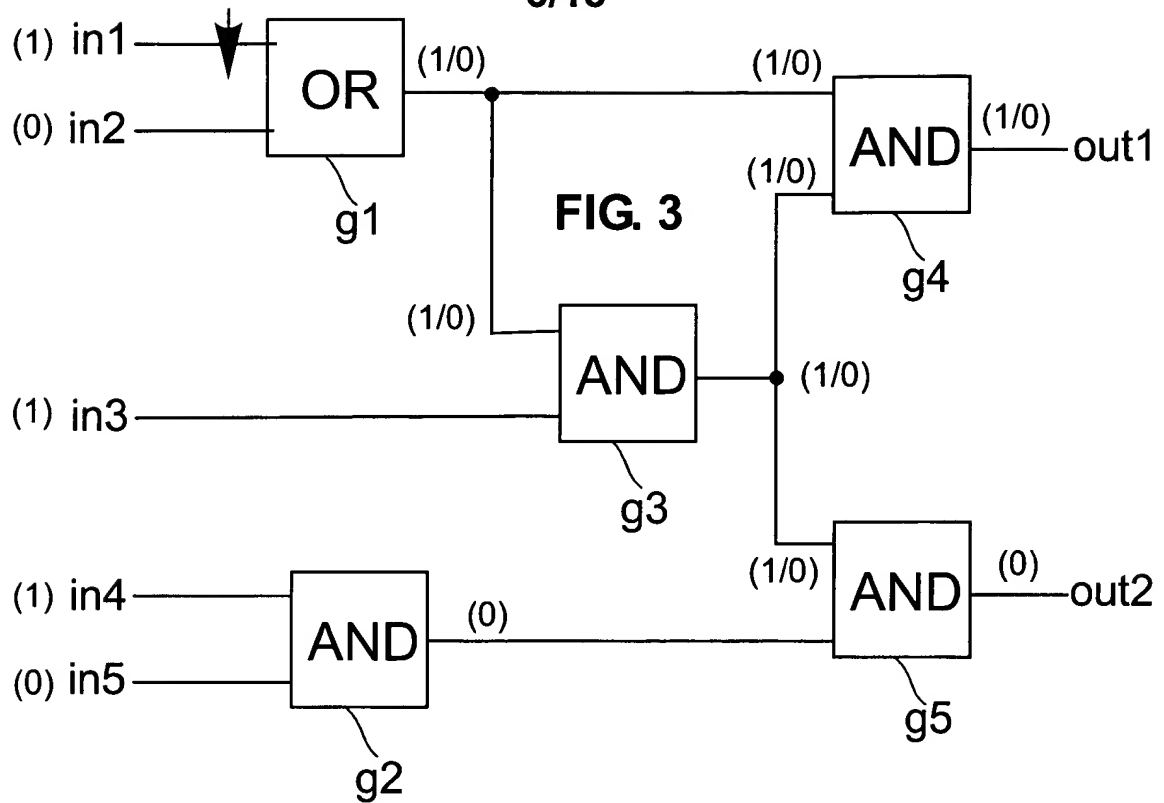 (1) in1
(0) in2
OR
g1
(1/0)
(1/0)
(1/0)
AND
(1/0)
out1
g4
FIG. 3
(1/0)
(1) in3
AND
g3
(1/0)
(1) in4
(0) in5
AND
g2
(0)
(1/0)
AND
(0)
out2
g5